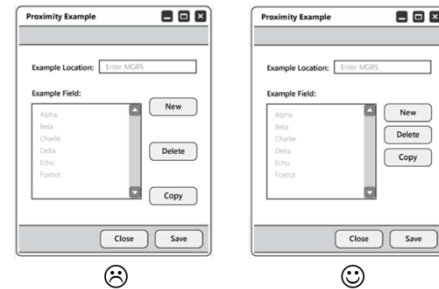 Proximity Example
Example Location: Enter MGRS
Example Field:
Alpha
Beta
Charlie
Delta
Echo
Foxtrot
New
Delete
Copy
Close Save
Proximity Example
Example Location: Enter MGRS
Example Field:
Alpha
Beta
Charlie
Delta
Echo
Foxtrot
New
Delete
Copy
Close Save